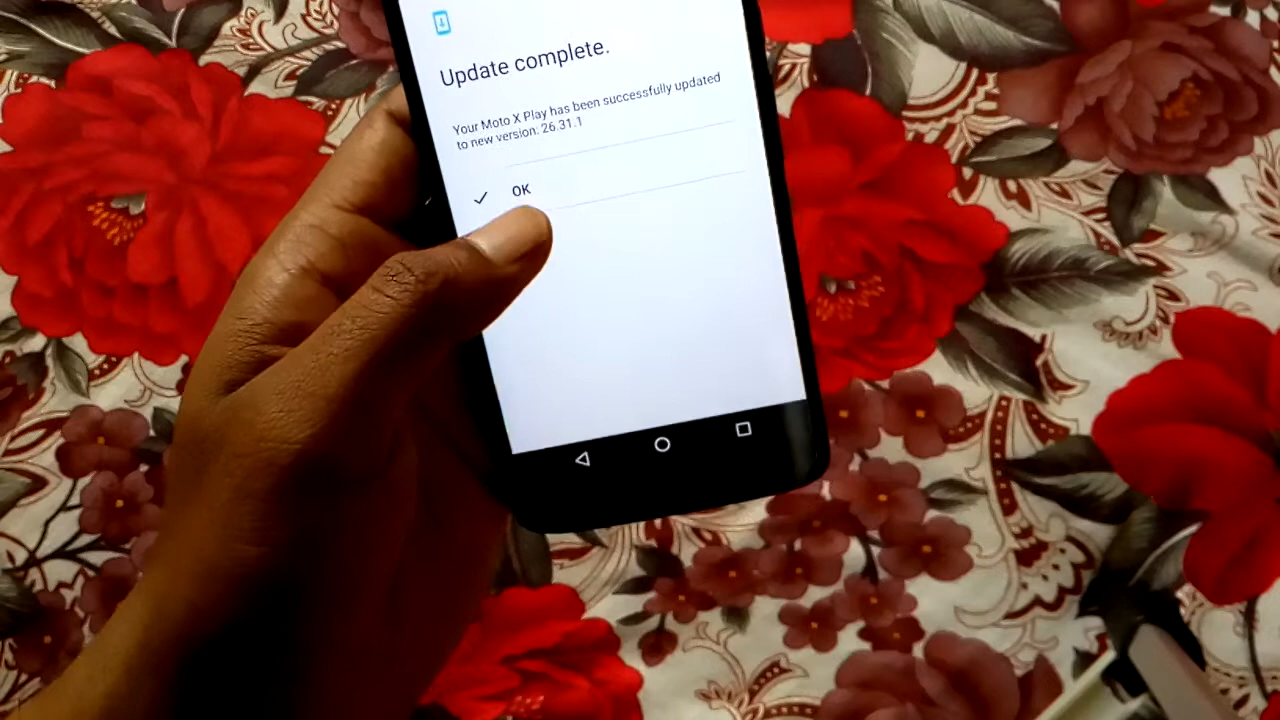 Update complete.
Your Moto X Play has been successfully updated
to new version: 26.31.1
OK